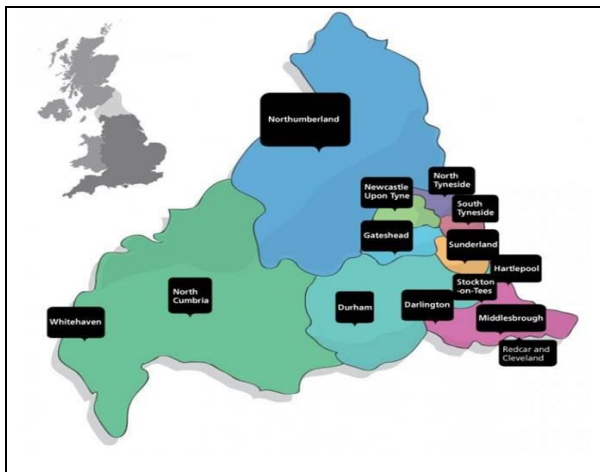 Northumberland
North
Tyneside
Newcastle
Upon Tyne
South
Tyneside
Gateshead
Sunderland
Hartlepool
Stockton
-on-Tees
North
Cumbria
Durham
Darlington
Whitehaven
Middlesbrough
Redcar and
Cleveland